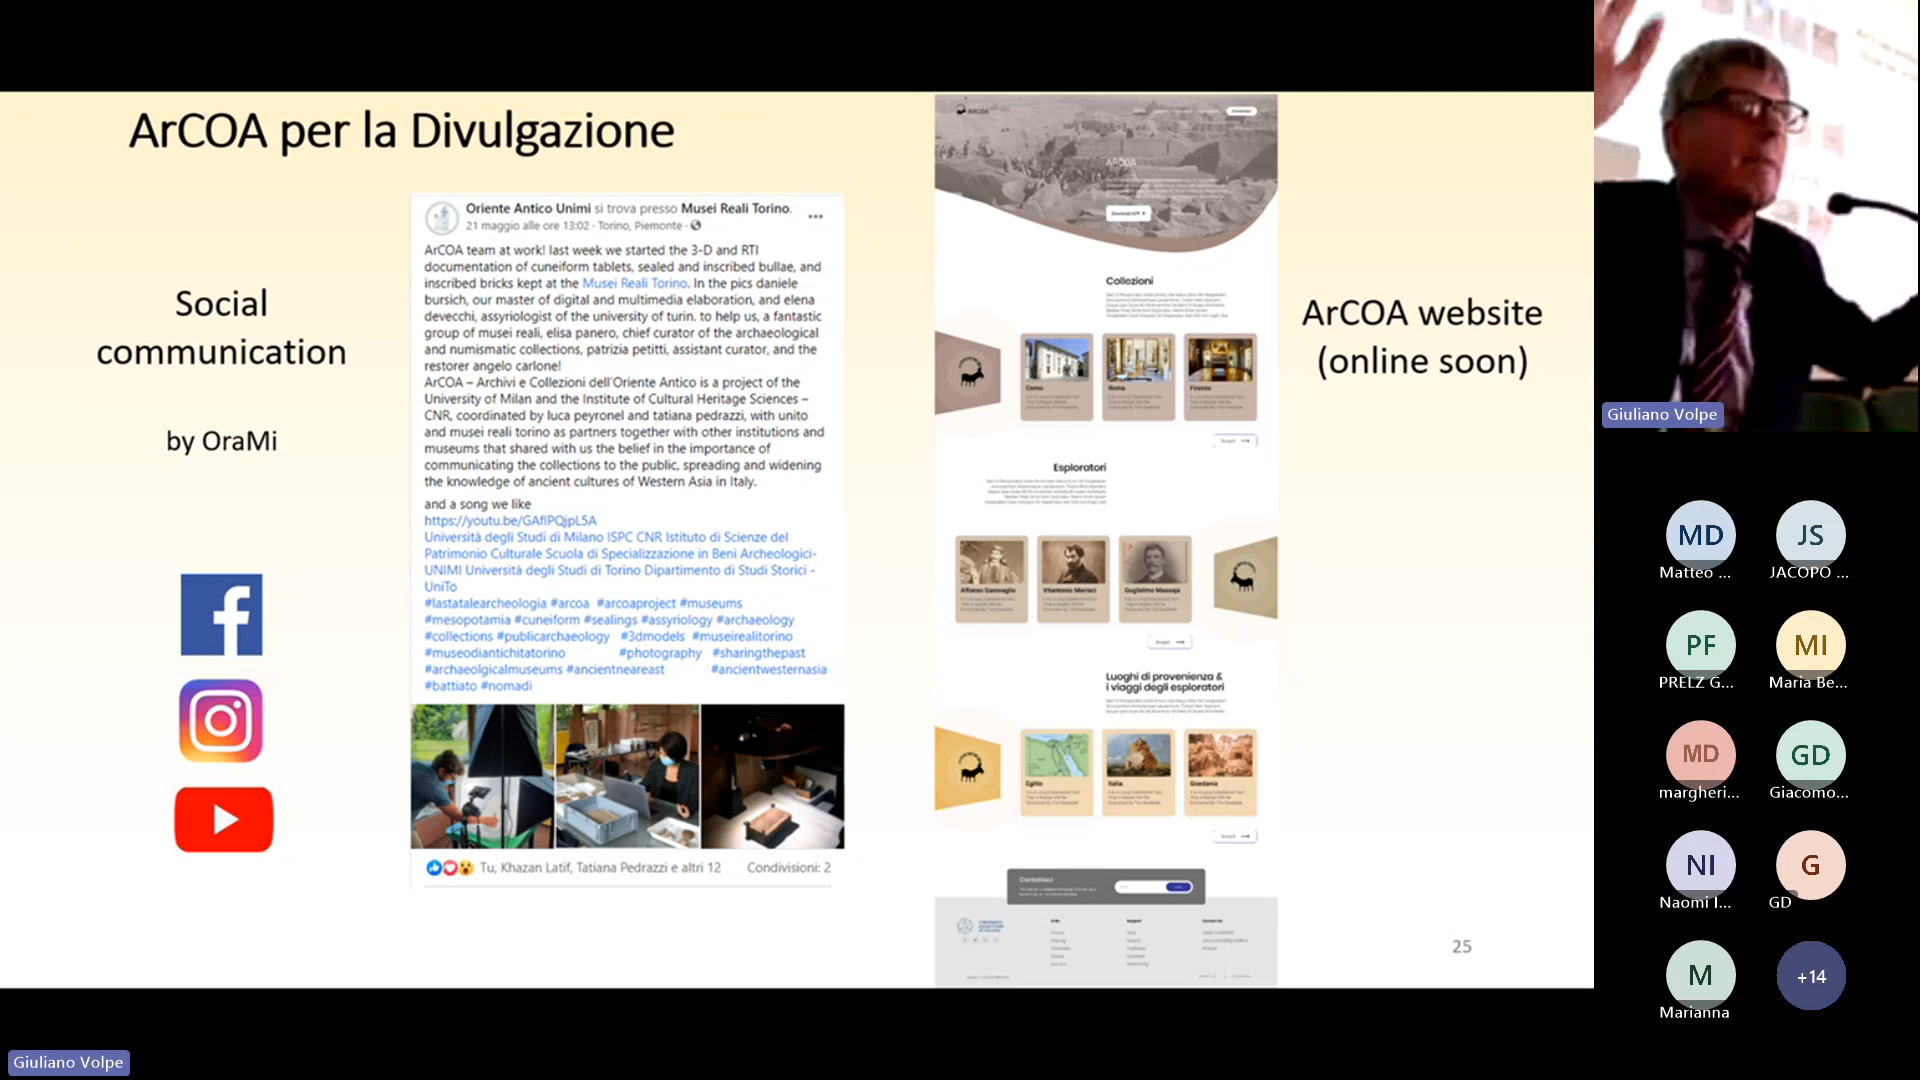 ArCOA per la Divulgazione
Social
communication
by OraMi
Oriente Antico Unimi si trova presso Musei Reali Torino.
21 maggio alle ore 13:02 · Torino, Piemonte ·
ArCOA team at work! last week we started the 3-D and RTI
documentation of cuneiform tablets, sealed and inscribed bullae, and
inscribed bricks kept at the Musei Reali Torino. In the pics daniele
bursich, our master of digital and multimedia elaboration, and elena
devecchi, assyriologist of the university of turin. to help us, a fantastic
group of musei reali, elisa panero, chief curator of the archaeological
and numismatic collections, patrizia petitti, assistant curator, and the
restorer angelo carlone!
ArCOA – Archivi e Collezioni dell'Oriente Antico is a project of the
University of Milan and the Institute of Cultural Heritage Sciences –
CNR, coordinated by luca peyronel and tatiana pedrazzi, with unito
and musei reali torino as partners together with other institutions and
museums that shared with us the belief in the importance of
communicating the collections to the public, spreading and widening
the knowledge of ancient cultures of Western Asia in Italy.
and a song we like
https://youtu.be/GAfIPQjpL5A
Università degli Studi di Milano ISPC CNR Istituto di Scienze del
Patrimonio Culturale Scuola di Specializzazione in Beni Archeologici-
UNIMI Università degli Studi di Torino Dipartimento di Studi Storici -
UniTo
#lastatalearcheologia #arcoa #arcoaproject #museums
#mesopotamia #cuneiform #sealings #assyriology #archaeology
#collections #publicarchaeology #3dmodels #museirealitorino
#museodiantichitatorino #photography #sharingthepast
#archaeolgicalmuseums #ancientneareast #ancientwesternasia
#battiato #nomadi
Tu, Khazan Latif, Tatiana Pedrazzi e altri 12 Condivisioni: 2
ARCOA
Collezioni
Como
Roma
Firenze
Esploratori
Alfonso Garovaglio
Vitantonio Marrari
Guglielmo Massaja
Luoghi di provenienza &
i viaggi degli esploratori
Egitto
Italia
Giordania
Contattaci
ArCOA website
(online soon)
25
Giuliano Volpe
MD
Matteo ...
JS
JACOPO ...
PF
PRELZ G...
MI
Maria Be...
MD
margheri...
GD
Giacomo...
NI
Naomi I...
G
GD
M
Marianna
+14
Giuliano Volpe